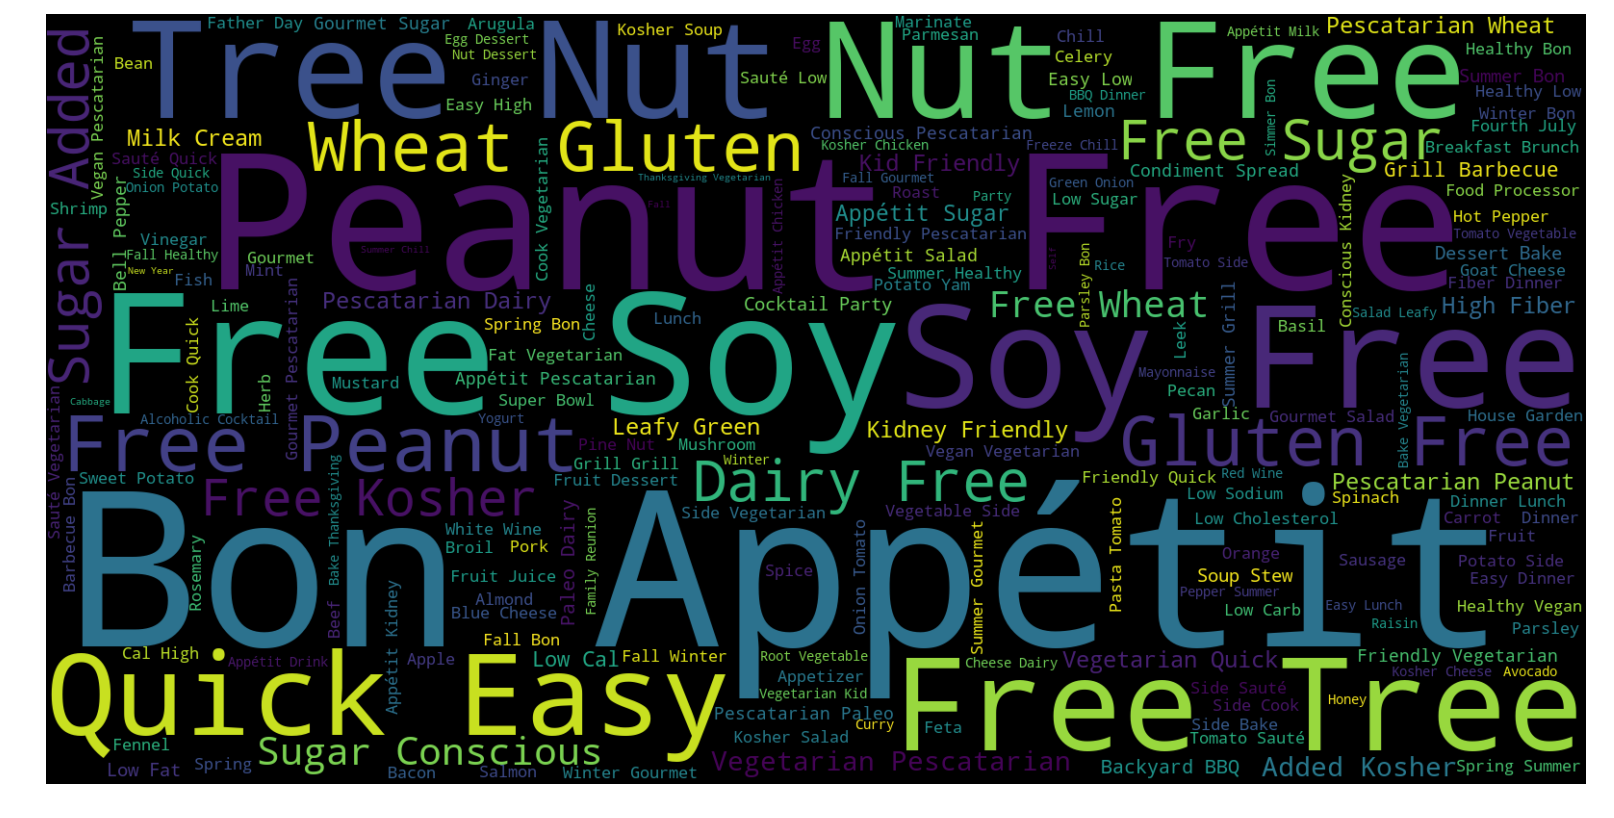 Father Day Gourmet Sugar
Arugula
Marinate
Parmesan
Appétit Milk
Pescatarian Wheat
Sugar Added
Vegan Pescatarian
Bean
Tree Nut
Egg Dessert
Nut Dessert
Ginger
Easy High
Kosher Soup
Sauté Low
Egg
Nut Free
Chill
Celery
Easy Low
BBQ Dinner
Lemon
Simmer Bon
Healthy Bon
Summer Bon
Healthy Low
Winter Bon
Fourth July
Breakfast Brunch
Milk Cream
Wheat Gluten
Conscious Pescatarian
Kosher Chicken
Freeze Chill
Free Sugar
Sauté Quick
Side Quick
Onion Potato
Kid Friendly
Condiment Spread
Grill Barbecue
Thanksgiving Vegetarian
Fall Gourmet
Roast
Party
Green Onion
Low Sugar
Food Processor
Shrimp
Bell Pepper
Peanut Free
Fall
Cook Vegetarian
Appétit Chicken
Appétit Sugar
Friendly Pescatarian
Appétit Salad
Summer Healthy
Potato Yam
Rice
Self
Fry
Tomato Side
Conscious Kidney
Hot Pepper
Tomato Vegetable
Dessert Bake
Goat Cheese
Fiber Dinner
Vinegar
Fall Healthy
New Year
Fish
Gourmet
Mint
Summer Chill
Gourmet Pescatarian
Pescatarian Dairy
Cheese
Lunch
Cocktail Party
Free Wheat
Parsley Bon
Leek
Summer Grill
High Fiber
Salad Leafy
Basil
Lime
Cook Quick
Herb
Free Soy
Spring Bon
Fat Vegetarian
Mustard
Appétit Pescatarian
Super Bowl
Soy Free
Mayonnaise
Pecan
Cabbage
Sauté Vegetarian
Alcoholic Cocktail
Yogurt
Garlic
Gourmet Salad
Bake Vegetarian
House Garden
Free Peanut
Leafy Green
Pine Nut
Mushroom
Kidney Friendly
Vegan Vegetarian
Gluten Free
Sweet Potato
Barbecue Bon
Grill Grill
Fruit Dessert
Winter
Dairy Free
Friendly Quick
Red Wine
Low Sodium
Pescatarian Peanut
Spinach
Dinner Lunch
Free Kosher
Bake Thanksgiving
Side Vegetarian
Vegetable Side
Low Cholesterol
Carrot
Dinner
Fruit
Bon Appétit
Rosemary
Beef
Appétit Kidney
White Wine
Broil
Pork
Fruit Juice
Almond
Blue Cheese
Paleo Dairy
Family Reunion
Spice
Onion Tomato
Summer Gourmet
Pasta Tomato
Orange
Sausage
Potato Side
Easy Dinner
Soup Stew
Pepper Summer
Low Carb
Easy Lunch
Raisin
Healthy Vegan
Parsley
Fall Bon
Cal High
Appétit Drink
Apple
Low Cal
Fall Winter
Root Vegetable
Appetizer
Vegetarian Kid
Cheese Dairy
Vegetarian Quick
Friendly Vegetarian
Kosher Cheese
Avocado
Quick Easy
Pescatarian Paleo
Curry
Kosher Salad
Feta
Free Tree
Side Sauté
Side Cook
Side Bake
Tomato Sauté
Honey
Fennel
Low Fat
Spring
Sugar Conscious
Bacon
Salmon
Winter Gourmet
Vegetarian Pescatarian
Backyard BBQ
Added Kosher
Spring Summer